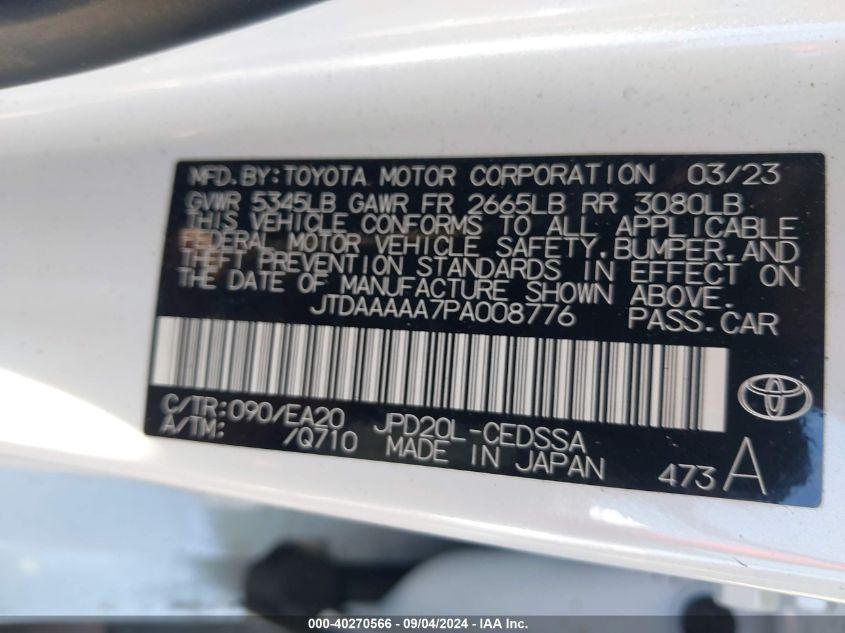 MFD.BY:TOYOTA MOTOR CORPORATION 03/23
GVWR 5345LB GAWR FR 2665LB RR 3080LB
THIS VEHICLE CONFORMS TO ALL APPLICABLE
FEDERAL MOTOR VEHICLE SAFETY,BUMPER,AND
THEFT PREVENTION STANDARDS IN EFFECT ON
THE DATE OF MANUFACTURE SHOWN ABOVE.
JTDAAAAA7PA008776 PASS.CAR
C/TR:090/EA20 JPD20L-CEDSSA
A/TM: /Q710 MADE IN JAPAN 473 A
000-40270566 - 09/04/2024 - IAA Inc.